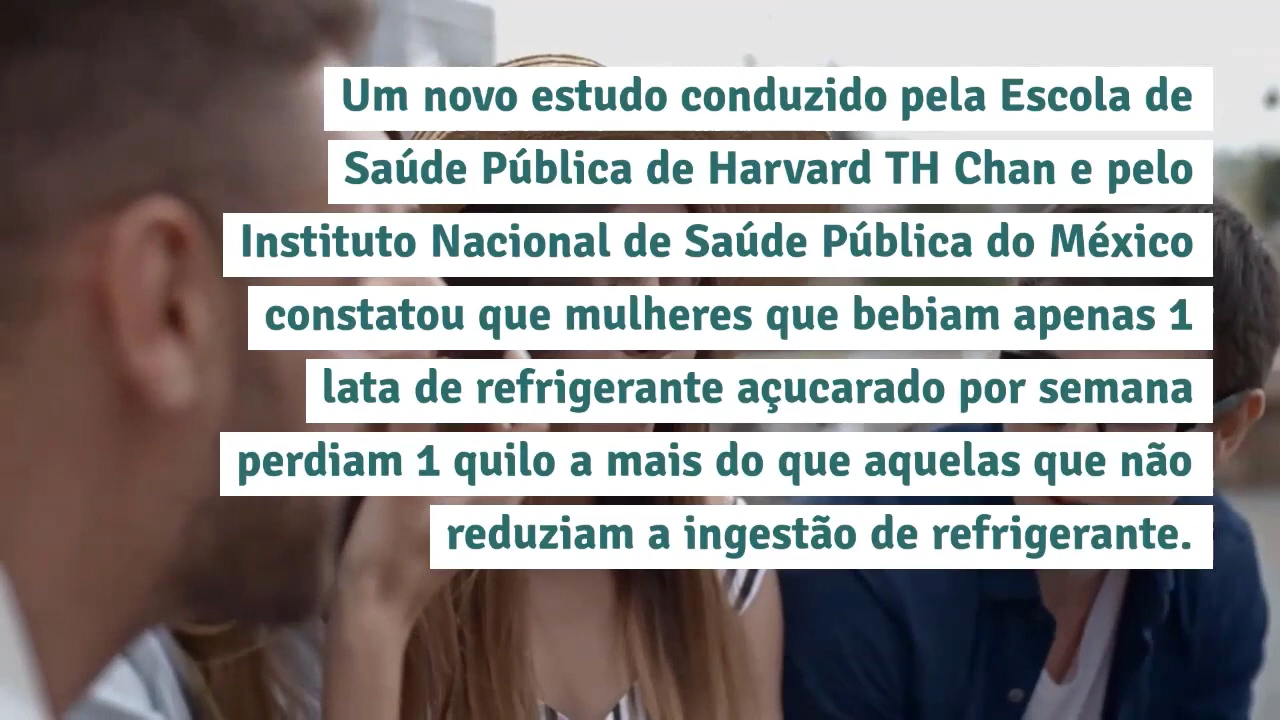 Um novo estudo conduzido pela Escola de
Saúde Pública de Harvard TH Chan e pelo
Instituto Nacional de Saúde Pública do México
constatou que mulheres que bebiam apenas 1
lata de refrigerante açucarado por semana
perdiam 1 quilo a mais do que aquelas que não
reduziam a ingestão de refrigerante.